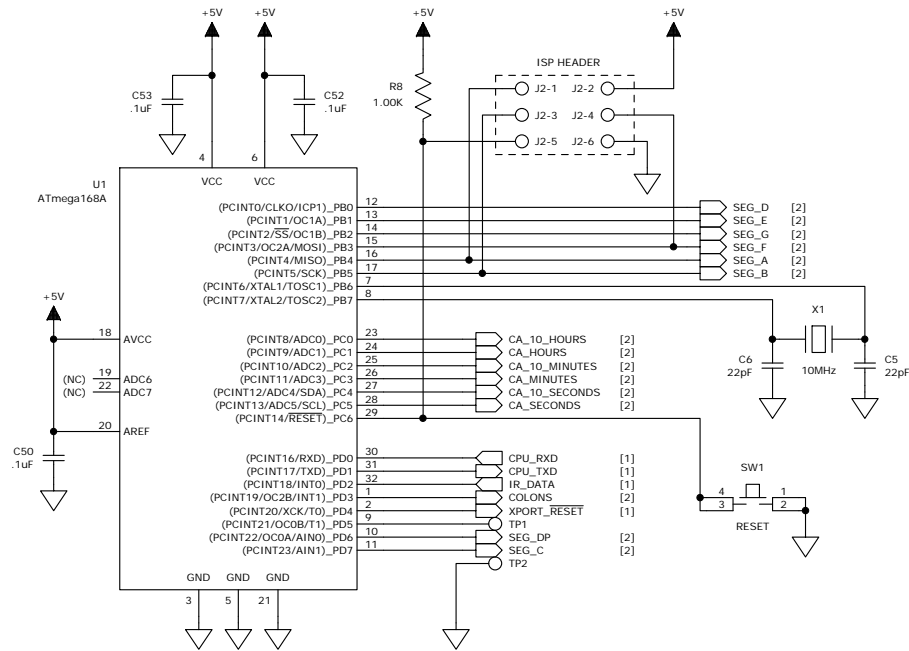 +5V +5V +5V +5V
ISP HEADER
C53 .1uF
C52 .1uF
R8 1.00K
J2-1 J2-2
J2-3 J2-4
J2-5 J2-6
4 6
VCC VCC
U1
ATmega168A
(PCINT0/CLKO/ICP1)_PB0 12 SEG_D [2]
(PCINT1/OC1A)_PB1 13 SEG_E [2]
(PCINT2/SS/OC1B)_PB2 14 SEG_G [2]
(PCINT3/OC2A/MOSI)_PB3 15 SEG_F [2]
(PCINT4/MISO)_PB4 16 SEG_A [2]
(PCINT5/SCK)_PB5 17 SEG_B [2]
(PCINT6/XTAL1/TOSC1)_PB6 7
(PCINT7/XTAL2/TOSC2)_PB7 8
+5V
X1
10MHz
C6 22pF
C5 22pF
18 AVCC
(NC) 19 ADC6
(NC) 22 ADC7
20 AREF
C50 .1uF
(PCINT8/ADC0)_PC0 23 CA_10_HOURS [2]
(PCINT9/ADC1)_PC1 24 CA_HOURS [2]
(PCINT10/ADC2)_PC2 25 CA_10_MINUTES [2]
(PCINT11/ADC3)_PC3 26 CA_MINUTES [2]
(PCINT12/ADC4/SDA)_PC4 27 CA_10_SECONDS [2]
(PCINT13/ADC5/SCL)_PC5 28 CA_SECONDS [2]
(PCINT14/RESET)_PC6 29
(PCINT16/RXD)_PD0 30 CPU_RXD [1]
(PCINT17/TXD)_PD1 31 CPU_TXD [1]
(PCINT18/INT0)_PD2 32 IR_DATA [1]
(PCINT19/OC2B/INT1)_PD3 1 COLONS [2]
(PCINT20/XCK/T0)_PD4 2 XPORT_RESET [1]
(PCINT21/OC0B/T1)_PD5 9 TP1
(PCINT22/OC0A/AIN0)_PD6 10 SEG_DP [2]
(PCINT23/AIN1)_PD7 11 SEG_C [2]
TP2
SW1
4 1
3 2
RESET
GND GND GND
3 5 21